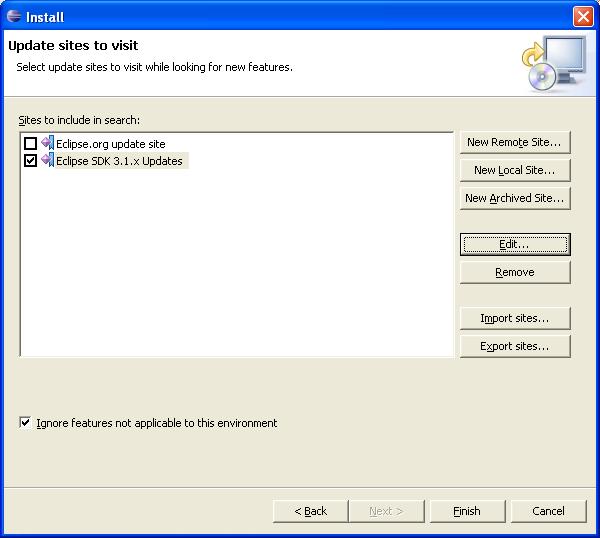 Install
Update sites to visit
Select update sites to visit while looking for new features.
Sites to include in search:
Eclipse.org update site
Eclipse SDK 3.1.x Updates
New Remote Site...
New Local Site...
New Archived Site...
Edit...
Remove
Import sites...
Export sites...
Ignore features not applicable to this environment
< Back
Next >
Finish
Cancel